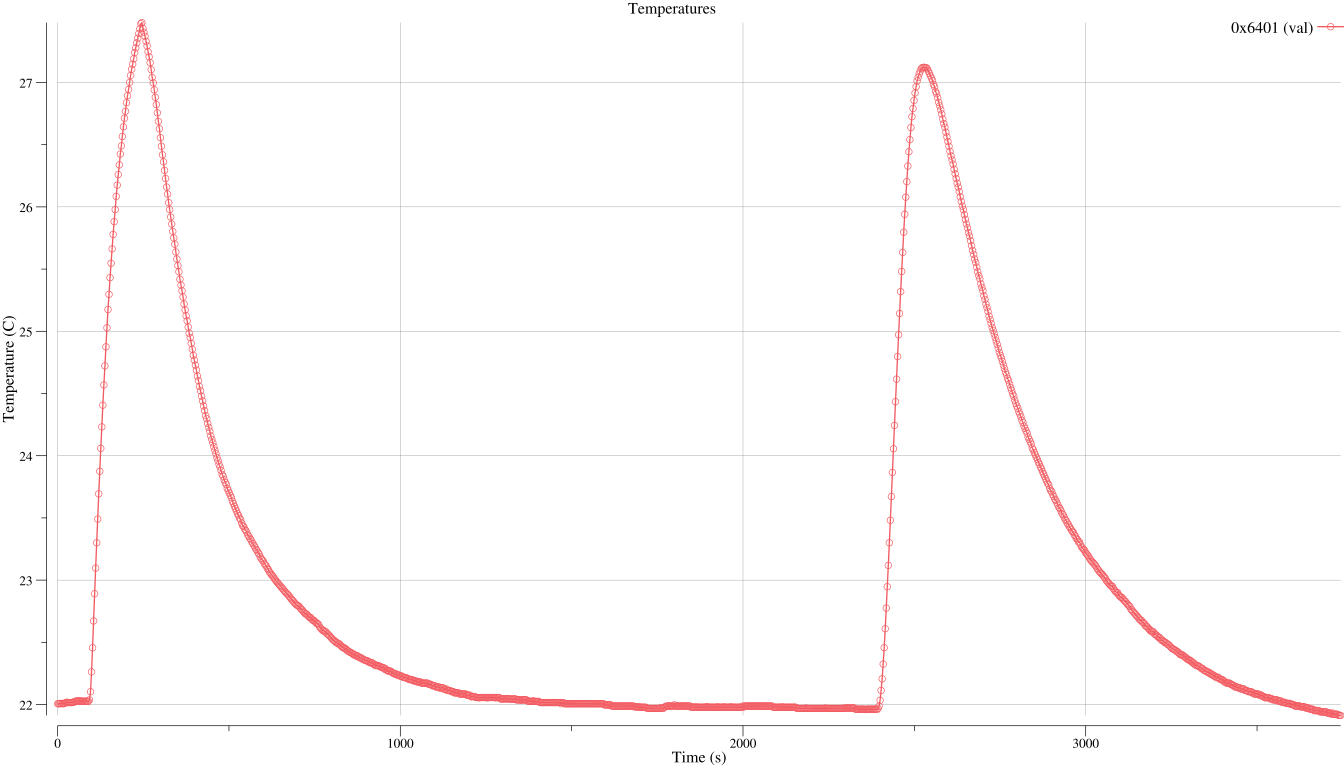 Temperatures
0x6401 (val)
27
26
25
24
23
22
Temperature (C)
0
1000
2000
3000
Time (s)